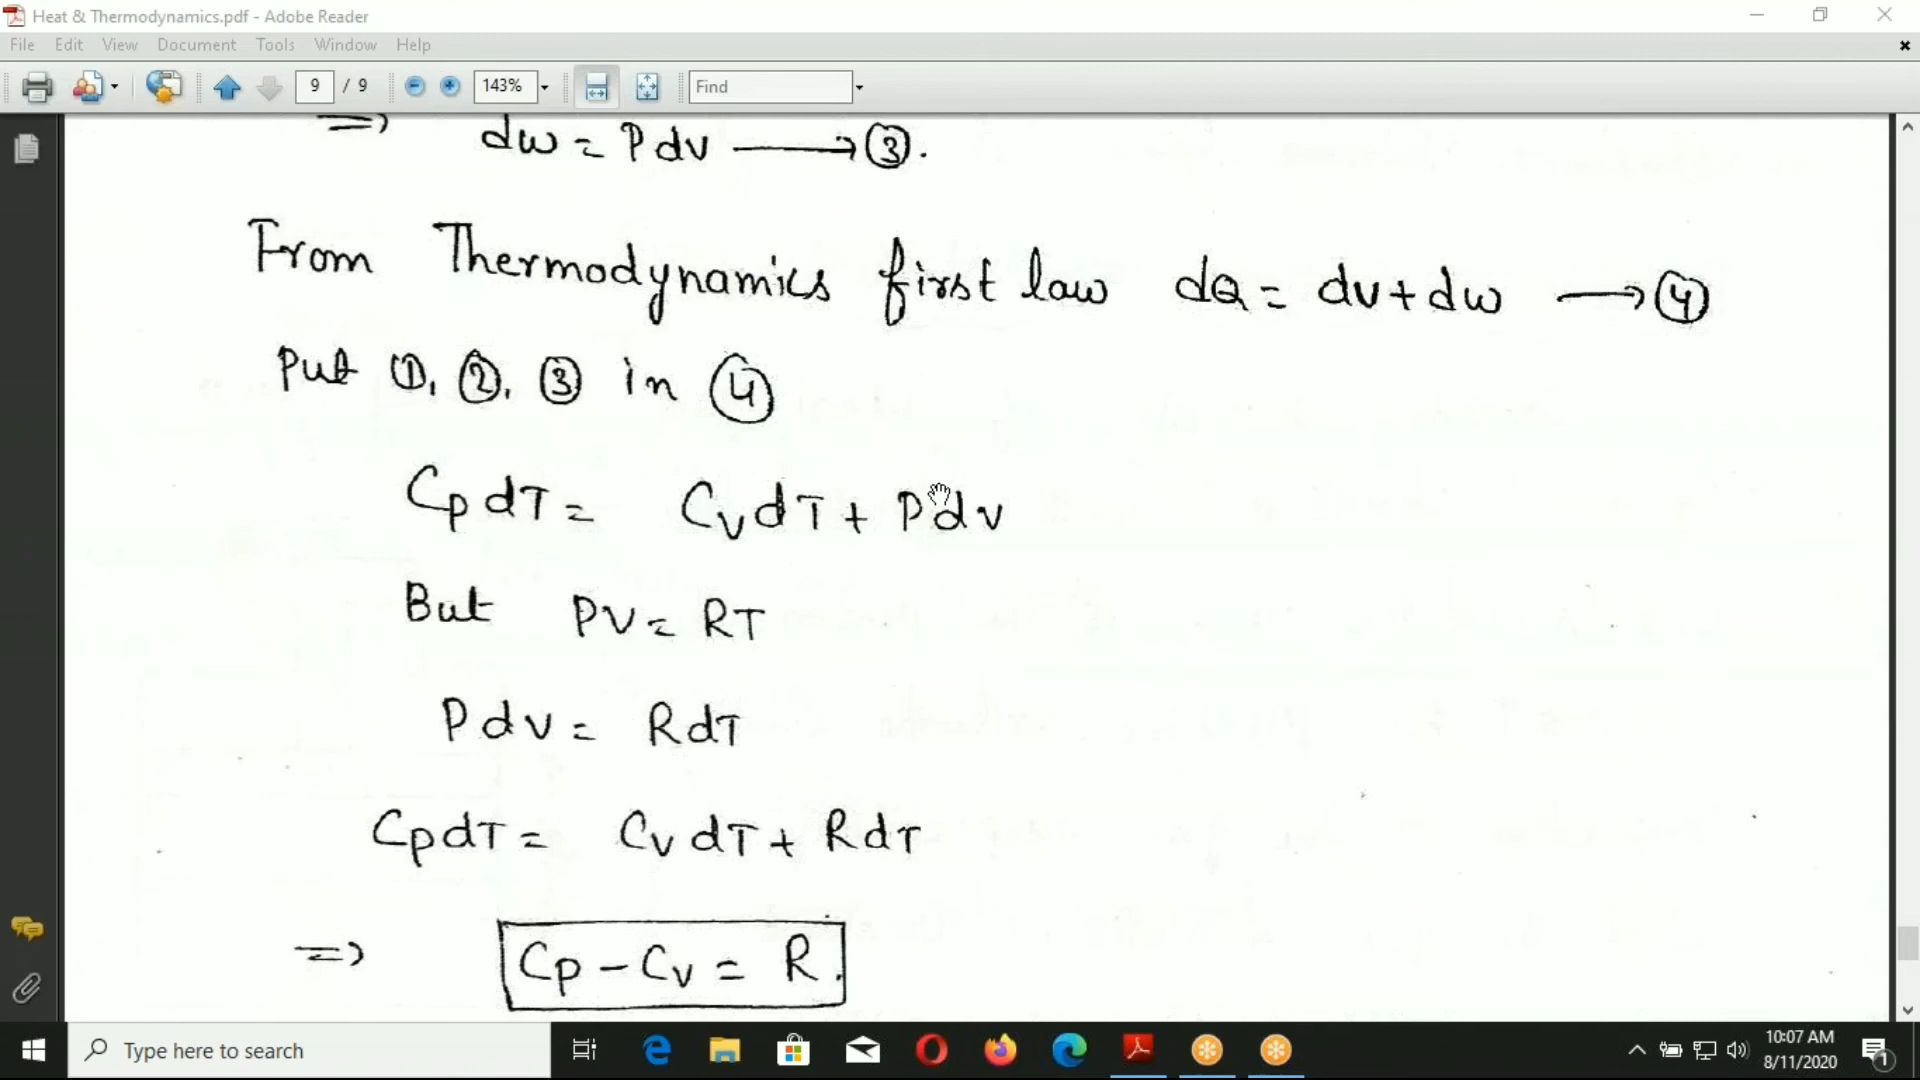 Heat & Thermodynamics.pdf - Adobe Reader
File Edit View Document Tools Window Help
9 / 9 143% Find
=> dw = Pdv → ③.
From Thermodynamics first law dQ = dv + dw → ④
Put ①, ②, ③ in ④
CpdT = CvdT + Pdv
But PV = RT
Pdv = RdT
CpdT = CvdT + RdT
=> Cp - Cv = R.
Type here to search
10:07 AM
8/11/2020
1